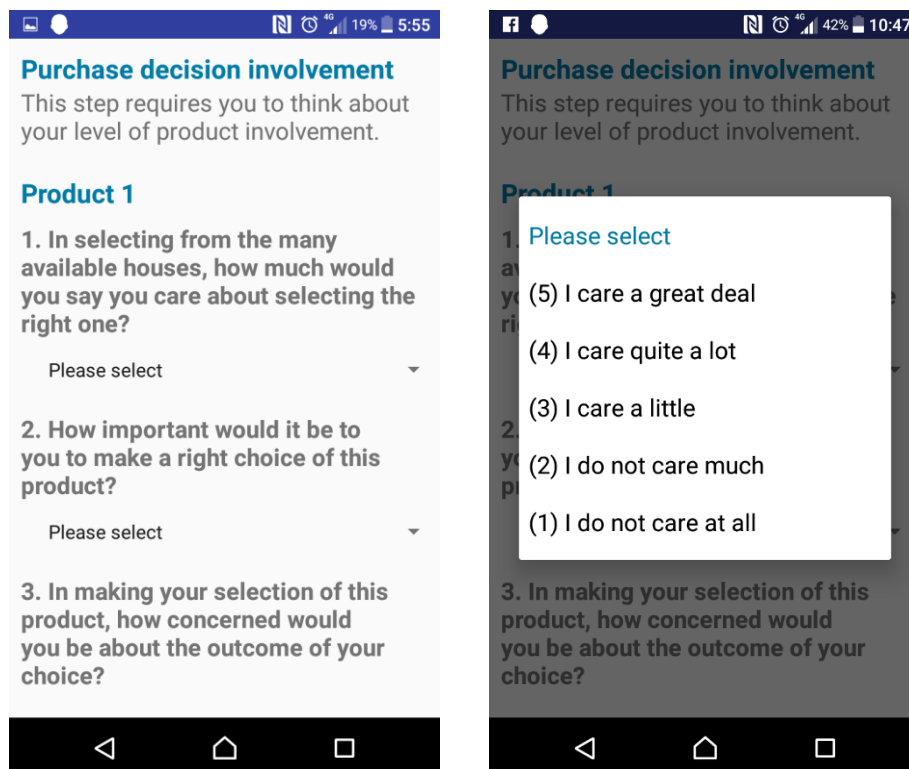 4G 19% 5:55
Purchase decision involvement
This step requires you to think about
your level of product involvement.
Product 1
1. In selecting from the many
available houses, how much would
you say you care about selecting the
right one?
Please select
2. How important would it be to
you to make a right choice of this
product?
Please select
3. In making your selection of this
product, how concerned would
you be about the outcome of your
choice?
4G 42% 10:47
Purchase decision involvement
This step requires you to think about
your level of product involvement.
Product 1
1.
Please select
(5) I care a great deal
(4) I care quite a lot
(3) I care a little
2.
(2) I do not care much
(1) I do not care at all
3. In making your selection of this
product, how concerned would
you be about the outcome of your
choice?